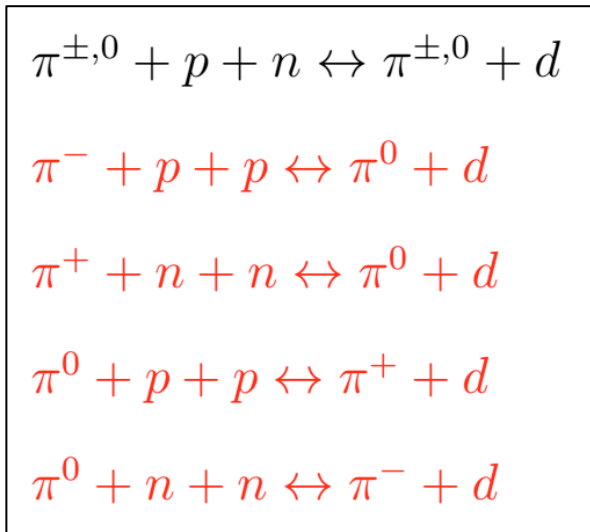 π^{±,0} + p + n ↔ π^{±,0} + d
π^- + p + p ↔ π^0 + d
π^+ + n + n ↔ π^0 + d
π^0 + p + p ↔ π^+ + d
π^0 + n + n ↔ π^- + d